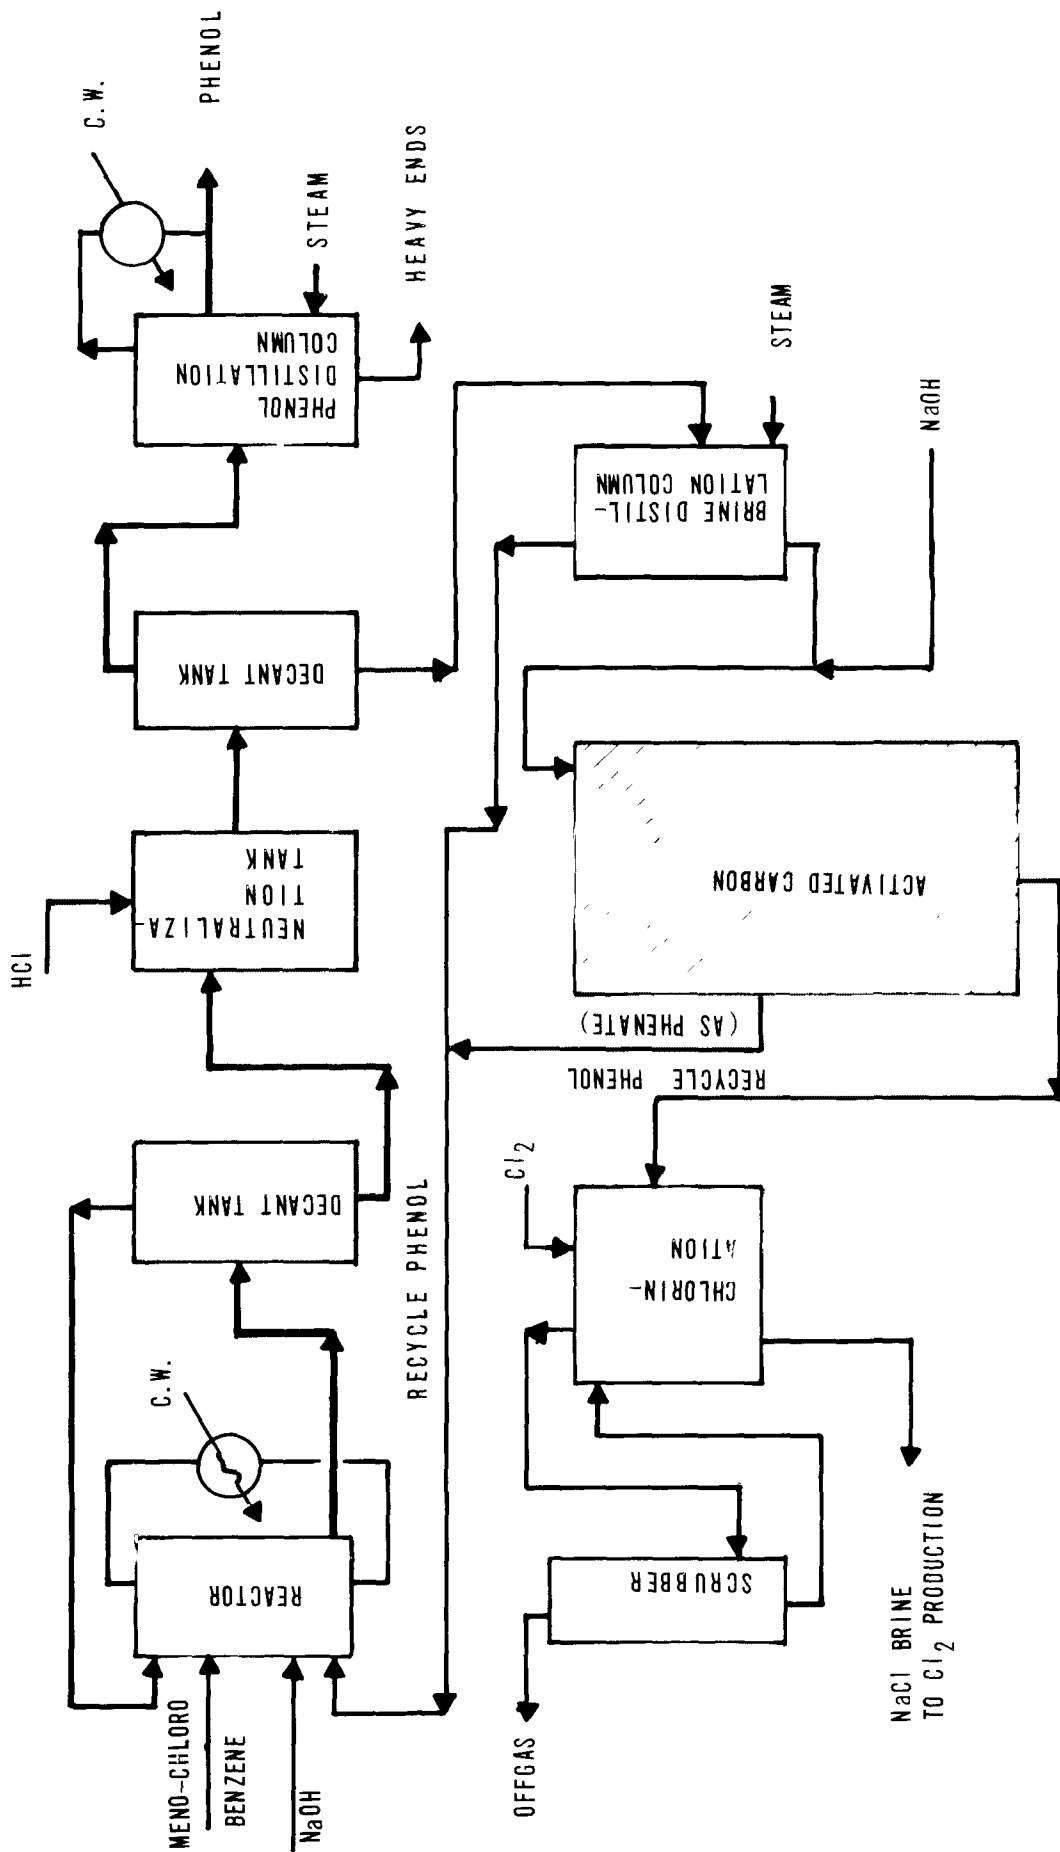 MENO-CHLORO
BENZENE
NaOH
REACTOR
C.W.
DECANT TANK
HCl
NEUTRALIZA-
TION
TANK
DECANT TANK
PHENOL
DISTILLATION
COLUMN
C.W.
PHENOL
STEAM
HEAVY ENDS
RECYCLE PHENOL
RECYCLE PHENOL
(AS PHENATE)
BRINE DISTIL-
LATION COLUMN
STEAM
NaOH
ACTIVATED CARBON
Cl2
CHLORIN-
ATION
SCRUBBER
OFFGAS
NaCl BRINE
TO Cl2 PRODUCTION